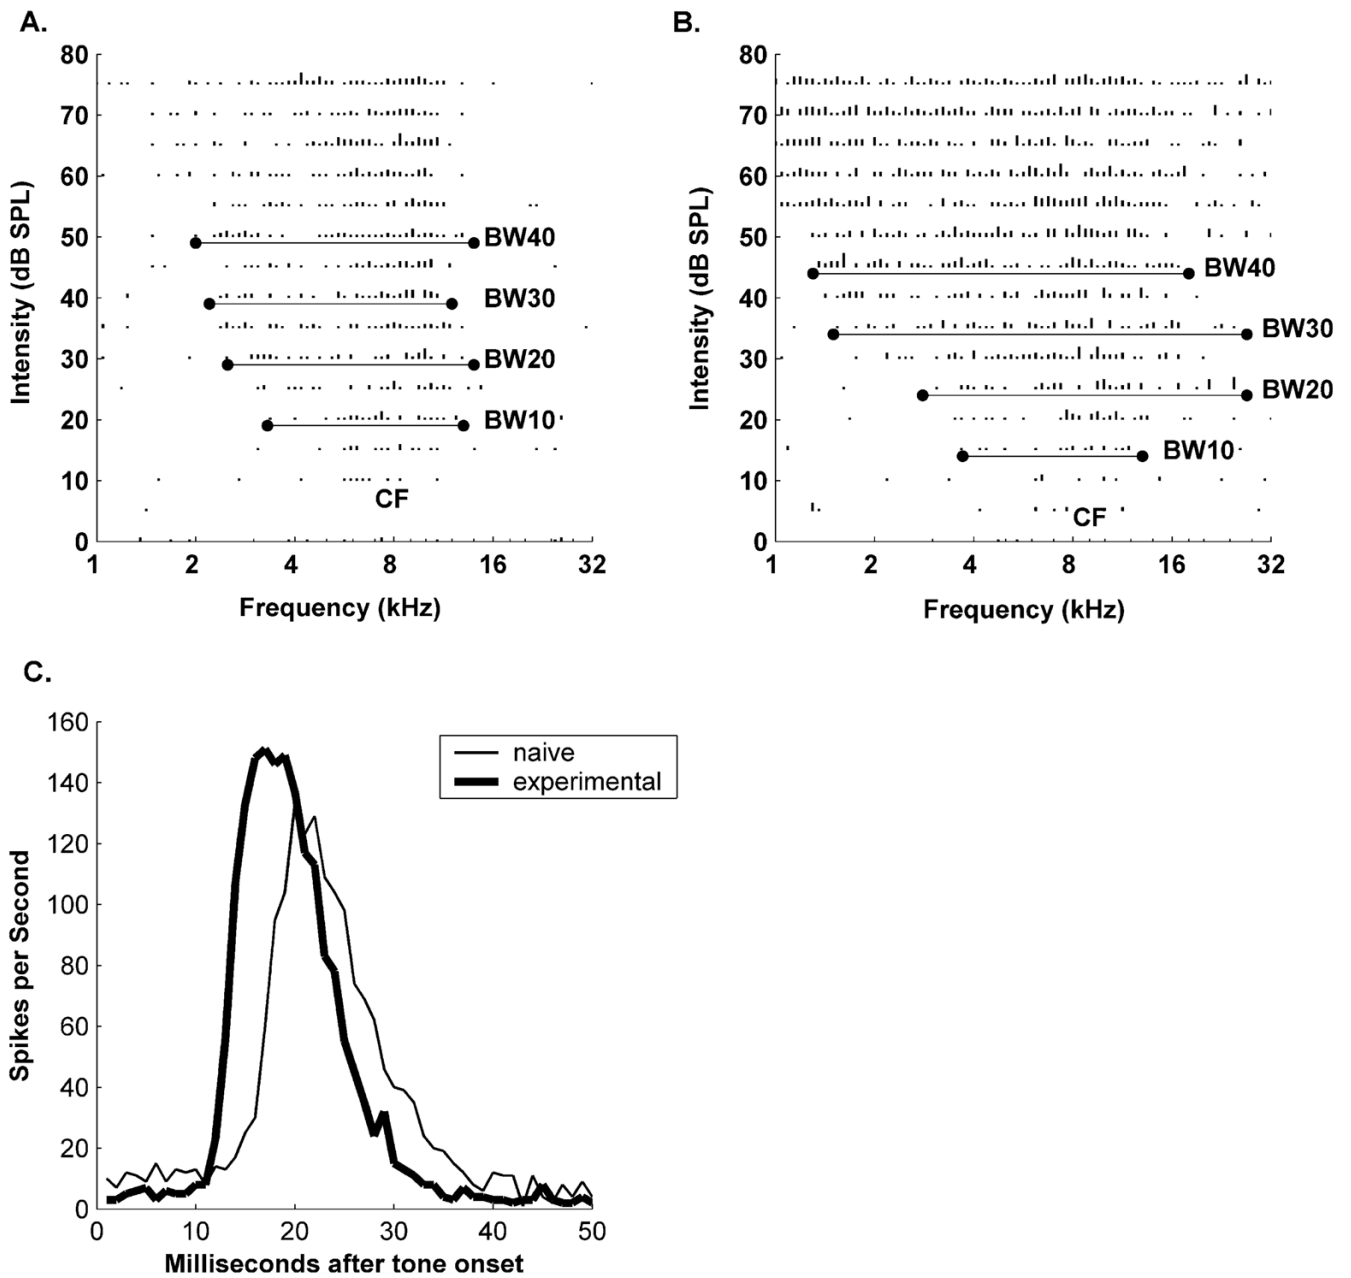 A.
80
70
60
50
40
30
20
10
0
Intensity (dB SPL)
BW40
BW30
BW20
BW10
CF
1 2 4 8 16 32
Frequency (kHz)
B.
80
70
60
50
40
30
20
10
0
Intensity (dB SPL)
BW40
BW30
BW20
BW10
CF
1 2 4 8 16 32
Frequency (kHz)
C.
160
140
120
100
80
60
40
20
0
Spikes per Second
naive
experimental
0 10 20 30 40 50
Milliseconds after tone onset